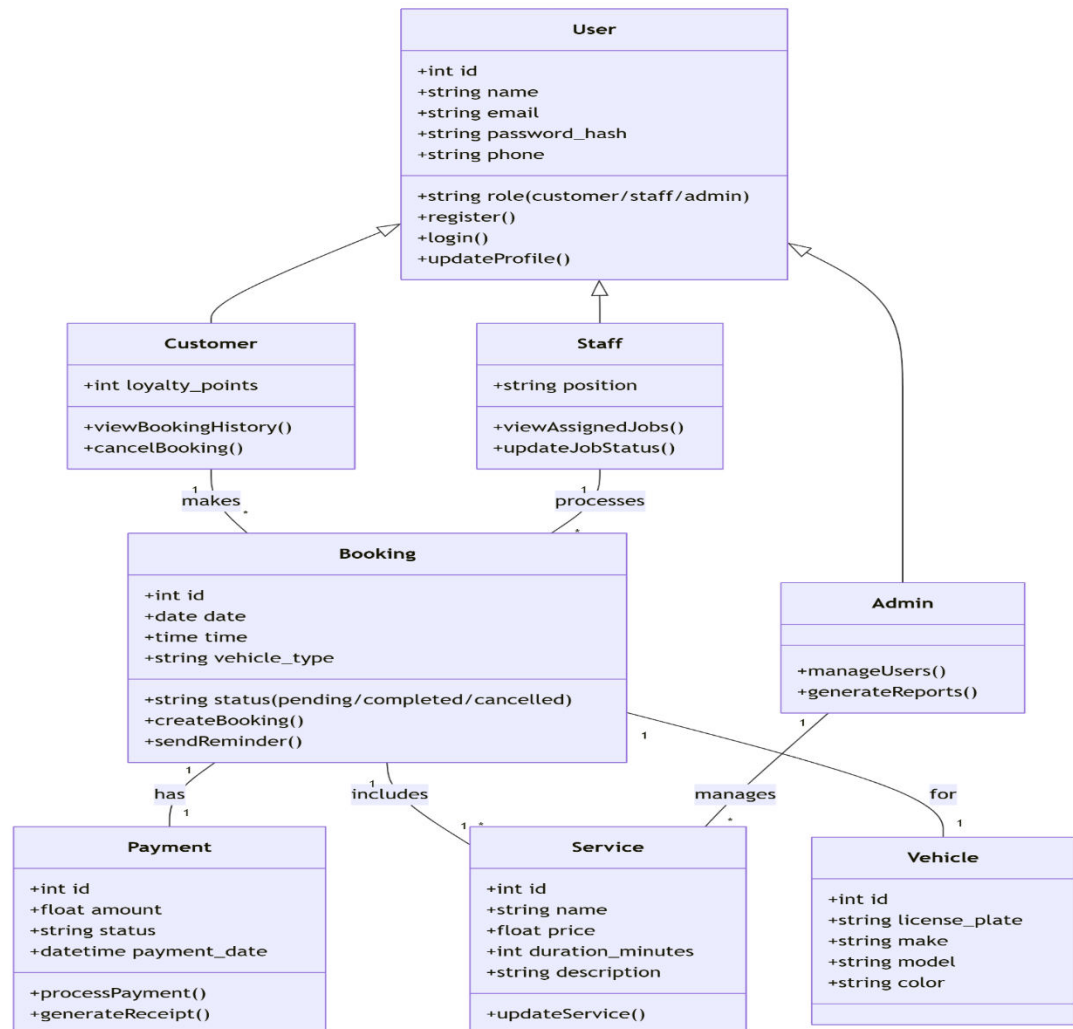 User
+int id
+string name
+string email
+string password_hash
+string phone
+string role(customer/staff/admin)
+register()
+login()
+updateProfile()
Customer
+int loyalty_points
+viewBookingHistory()
+cancelBooking()
Staff
+string position
+viewAssignedJobs()
+updateJobStatus()
1
makes
*
1
processes
*
Booking
+int id
+date date
+time time
+string vehicle_type
+string status(pending/completed/cancelled)
+createBooking()
+sendReminder()
Admin
+manageUsers()
+generateReports()
1
has
1
1
includes
1..*
1
manages
*
1
for
1
Payment
+int id
+float amount
+string status
+datetime payment_date
+processPayment()
+generateReceipt()
Service
+int id
+string name
+float price
+int duration_minutes
+string description
+updateService()
Vehicle
+int id
+string license_plate
+string make
+string model
+string color